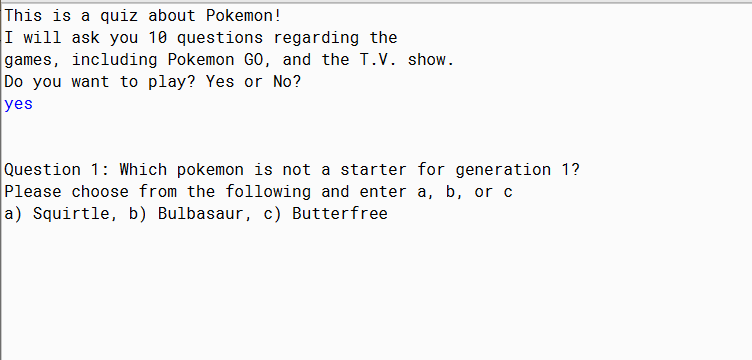 This is a quiz about Pokemon!
I will ask you 10 questions regarding the
games, including Pokemon GO, and the T.V. show.
Do you want to play? Yes or No?
yes
Question 1: Which pokemon is not a starter for generation 1?
Please choose from the following and enter a, b, or c
a) Squirtle, b) Bulbasaur, c) Butterfree